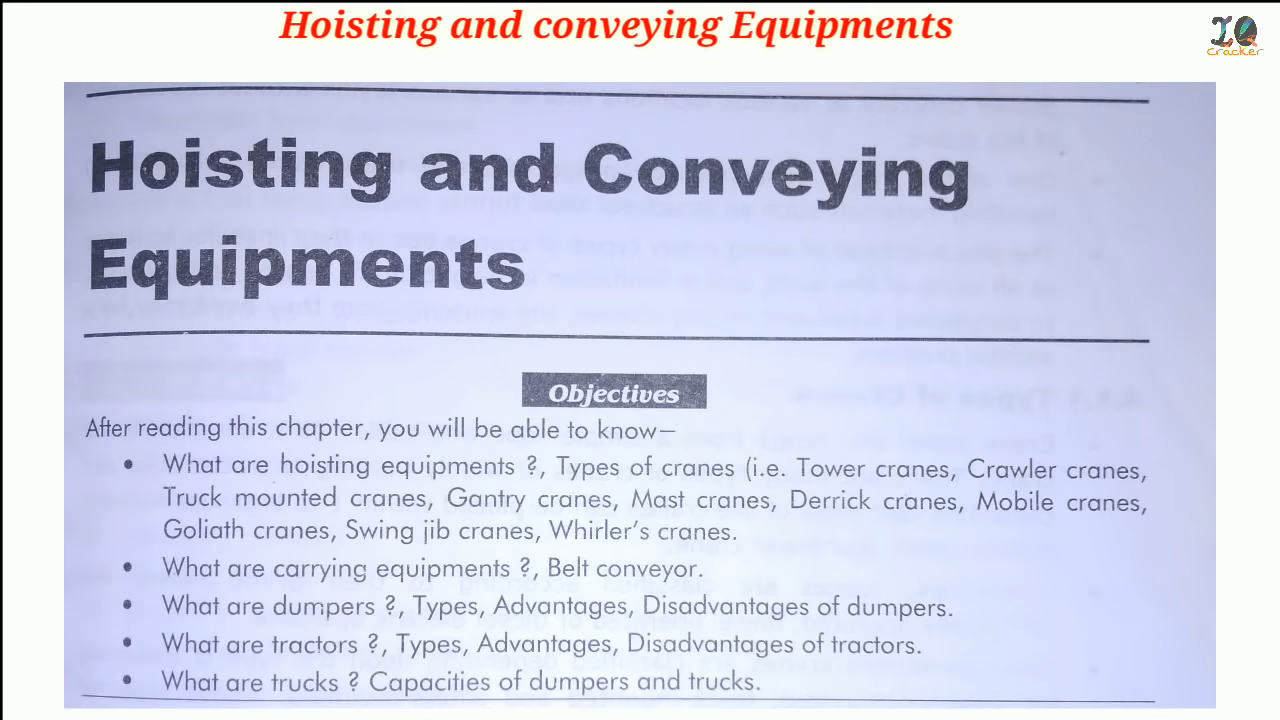 Hoisting and conveying Equipments
IQ
Cracker
Hoisting and Conveying
Equipments
Objectives
After reading this chapter, you will be able to know—
• What are hoisting equipments ?, Types of cranes (i.e. Tower cranes, Crawler cranes,
Truck mounted cranes, Gantry cranes, Mast cranes, Derrick cranes, Mobile cranes,
Goliath cranes, Swing jib cranes, Whirler's cranes.
• What are carrying equipments ?, Belt conveyor.
• What are dumpers ?, Types, Advantages, Disadvantages of dumpers.
• What are tractors ?, Types, Advantages, Disadvantages of tractors.
• What are trucks ? Capacities of dumpers and trucks.